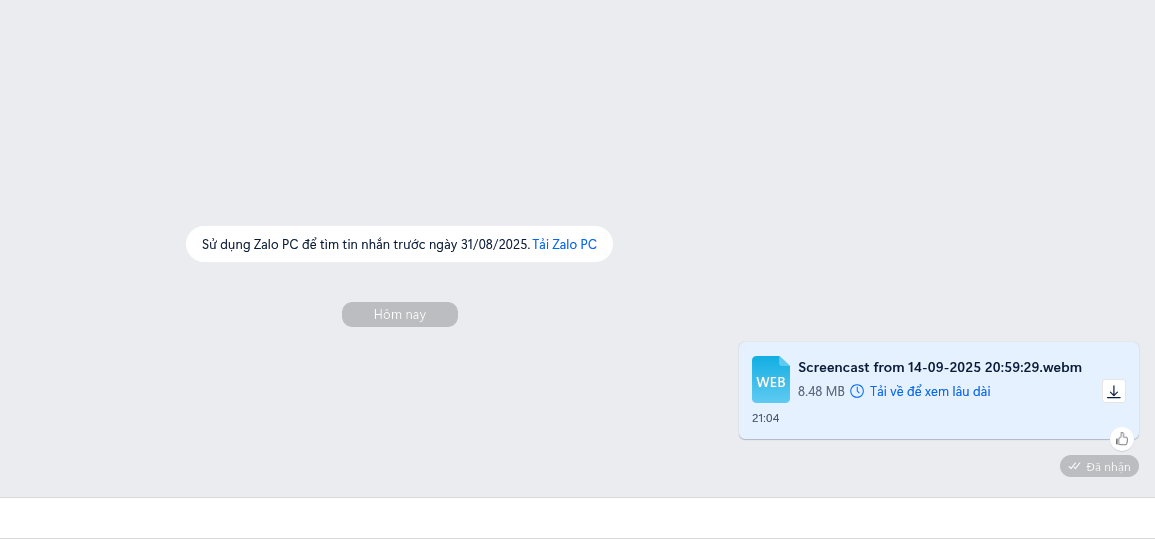 Sử dụng Zalo PC để tìm tin nhắn trước ngày 31/08/2025. Tải Zalo PC
Hôm nay
WEB
Screencast from 14-09-2025 20:59:29.webm
8.48 MB Tải về để xem lâu dài
21:04
Đã nhận